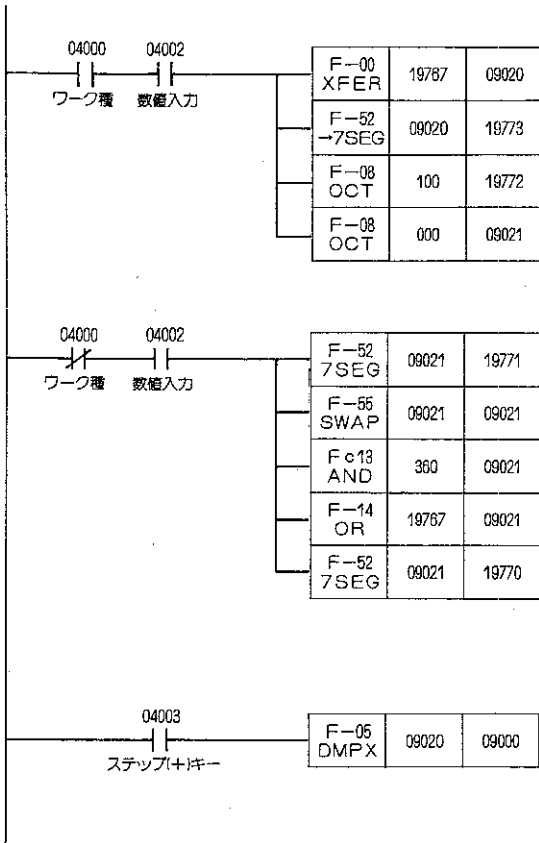 04000 04002
ワーク種 数値入力
F-00 XFER 19767 09020
F-52 →7SEG 09020 19773
F-08 OCT 100 19772
F-08 OCT 000 09021
04000 04002
ワーク種 数値入力
F-52 7SEG 09021 19771
F-55 SWAP 09021 09021
Fc13 AND 360 09021
F-14 OR 19767 09021
F-52 7SEG 09021 19770
04003
ステップ(+)キー
F-05 DMPX 09020 09000